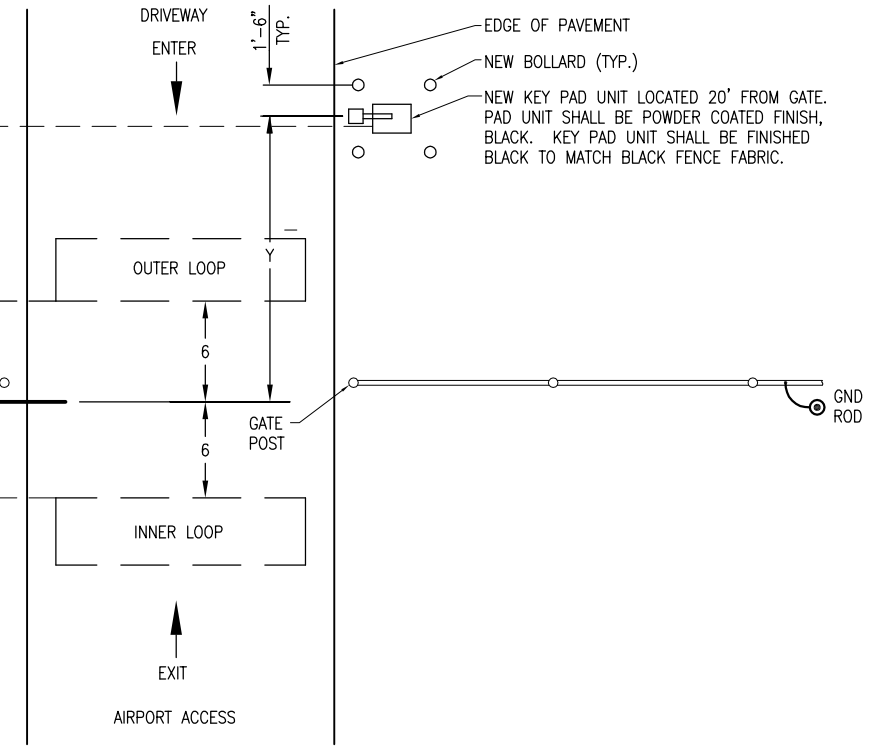 DRIVEWAY
ENTER
1'-6"
TYP.
EDGE OF PAVEMENT
NEW BOLLARD (TYP.)
NEW KEY PAD UNIT LOCATED 20' FROM GATE.
PAD UNIT SHALL BE POWDER COATED FINISH,
BLACK. KEY PAD UNIT SHALL BE FINISHED
BLACK TO MATCH BLACK FENCE FABRIC.
Y
OUTER LOOP
6
GATE
POST
GND
ROD
6
INNER LOOP
EXIT
AIRPORT ACCESS